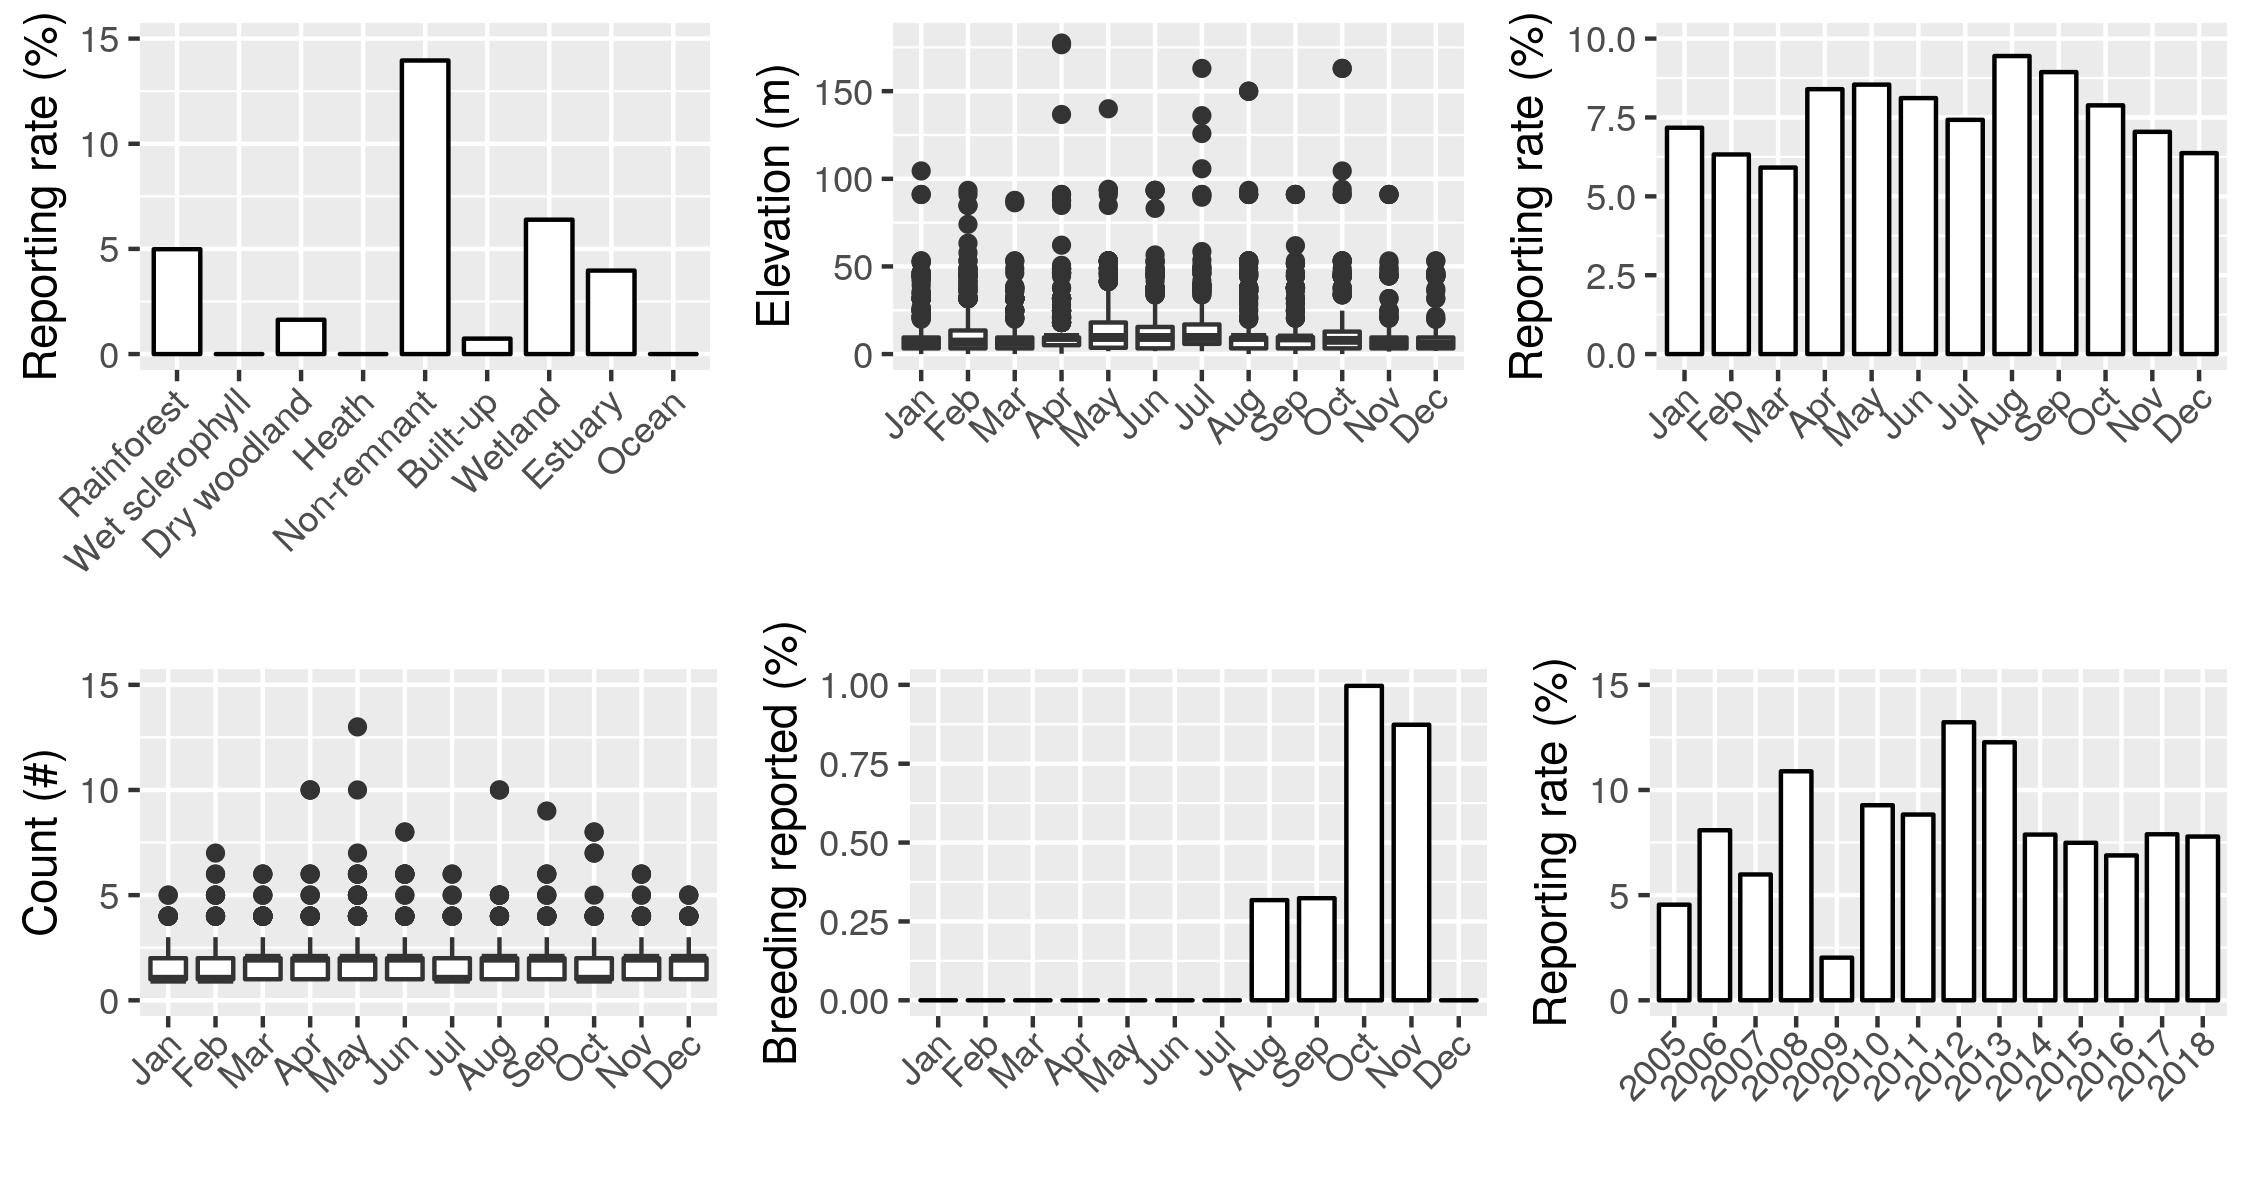 Reporting rate (%)
15
10
5
0
Rainforest
Wet sclerophyll
Dry woodland
Heath
Non-remnant
Built-up
Wetland
Estuary
Ocean
Elevation (m)
150
100
50
0
Jan
Feb
Mar
Apr
May
Jun
Jul
Aug
Sep
Oct
Nov
Dec
Reporting rate (%)
10.0
7.5
5.0
2.5
0.0
Jan
Feb
Mar
Apr
May
Jun
Jul
Aug
Sep
Oct
Nov
Dec
Count (#)
15
10
5
0
Jan
Feb
Mar
Apr
May
Jun
Jul
Aug
Sep
Oct
Nov
Dec
Breeding reported (%)
1.00
0.75
0.50
0.25
0.00
Jan
Feb
Mar
Apr
May
Jun
Jul
Aug
Sep
Oct
Nov
Dec
Reporting rate (%)
15
10
5
0
2005
2006
2007
2008
2009
2010
2011
2012
2013
2014
2015
2016
2017
2018